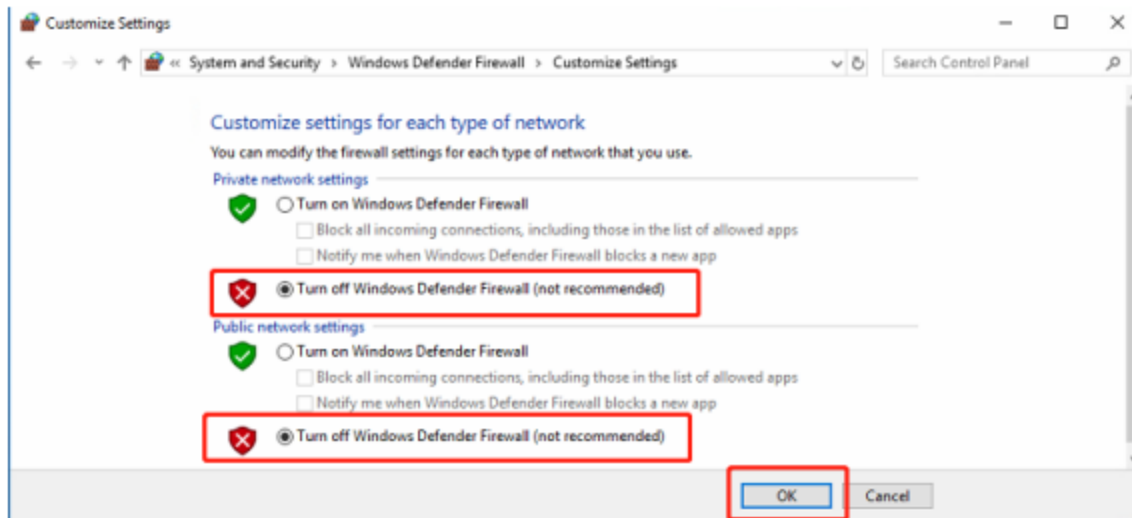 Customize Settings
« System and Security › Windows Defender Firewall › Customize Settings
Search Control Panel
Customize settings for each type of network
You can modify the firewall settings for each type of network that you use.
Private network settings
Turn on Windows Defender Firewall
Block all incoming connections, including those in the list of allowed apps
Notify me when Windows Defender Firewall blocks a new app
Turn off Windows Defender Firewall (not recommended)
Public network settings
Turn on Windows Defender Firewall
Block all incoming connections, including those in the list of allowed apps
Notify me when Windows Defender Firewall blocks a new app
Turn off Windows Defender Firewall (not recommended)
OK Cancel